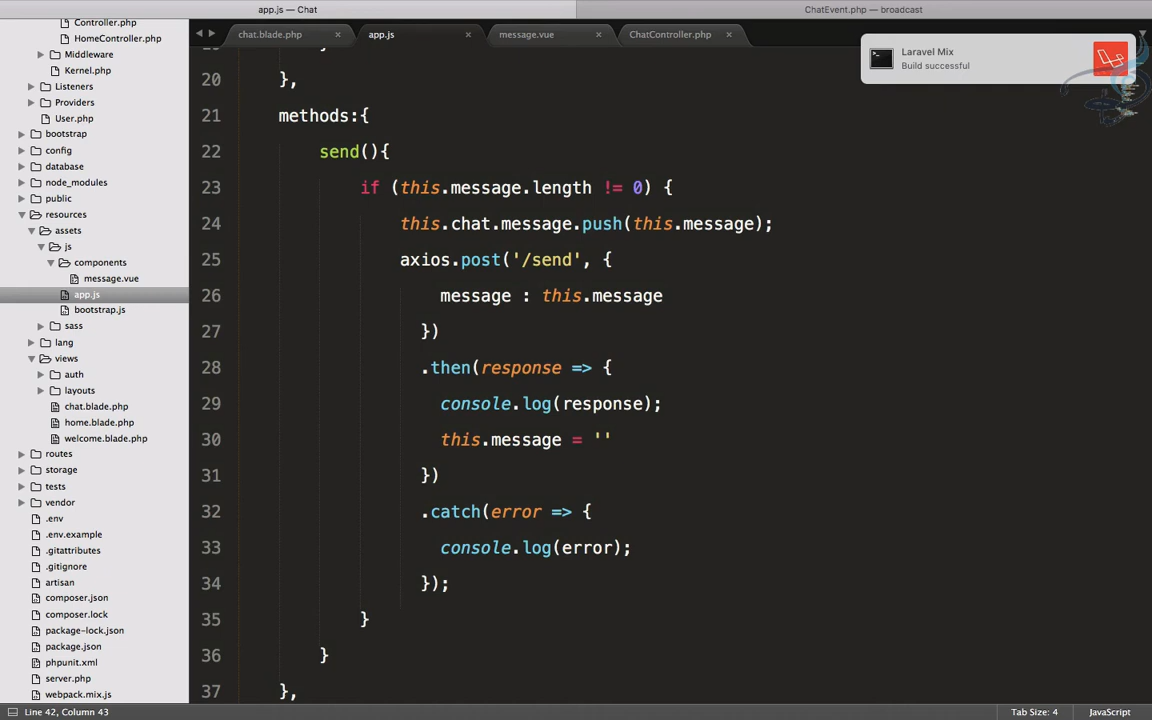 app.js — Chat
ChatEvent.php — broadcast
chat.blade.php
app.js
message.vue
ChatController.php
Laravel Mix
Build successful
Controller.php
HomeController.php
Middleware
Kernel.php
Listeners
Providers
User.php
bootstrap
config
database
node_modules
public
resources
assets
js
components
message.vue
app.js
bootstrap.js
sass
lang
views
auth
layouts
chat.blade.php
home.blade.php
welcome.blade.php
routes
storage
tests
vendor
.env
.env.example
.gitattributes
.gitignore
artisan
composer.json
composer.lock
package-lock.json
package.json
phpunit.xml
server.php
webpack.mix.js
20 },
21 methods:{
22 send(){
23 if (this.message.length != 0) {
24 this.chat.message.push(this.message);
25 axios.post('/send', {
26 message : this.message
27 })
28 .then(response => {
29 console.log(response);
30 this.message = ''
31 })
32 .catch(error => {
33 console.log(error);
34 });
35 }
36 }
37 },
Line 42, Column 43
Tab Size: 4
JavaScript